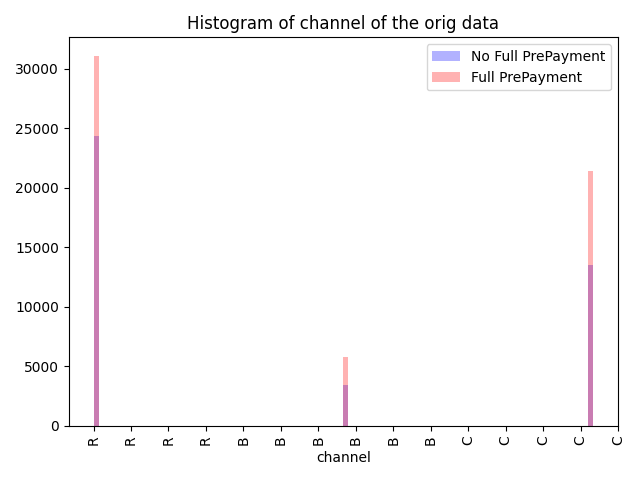 Histogram of channel of the orig data
No Full PrePayment
Full PrePayment
30000
25000
20000
15000
10000
5000
0
R R R R B B B B B B C C C C C
channel